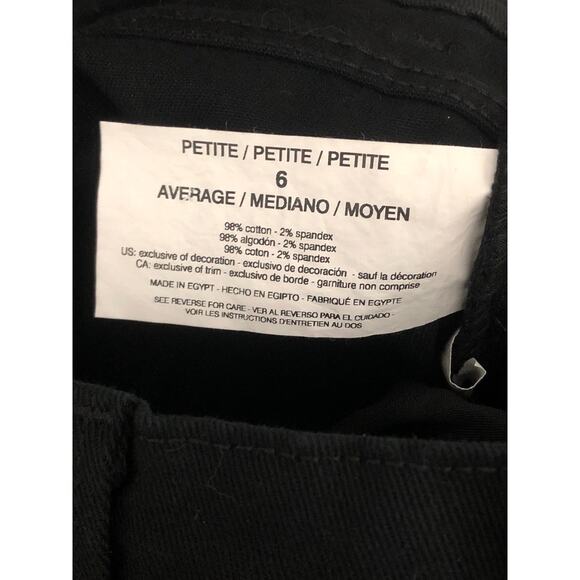 PETITE / PETITE / PETITE
6
AVERAGE / MEDIANO / MOYEN
98% cotton - 2% spandex
98% algodón - 2% spandex
98% coton - 2% spandex
US: exclusive of decoration - exclusivo de decoración - sauf la décoration
CA: exclusive of trim - exclusivo de borde - garniture non comprise
MADE IN EGYPT - HECHO EN EGIPTO - FABRIQUÉ EN EGYPTE
SEE REVERSE FOR CARE - VER AL REVERSO PARA EL CUIDADO -
VOIR LES INSTRUCTIONS D'ENTRETIEN AU DOS